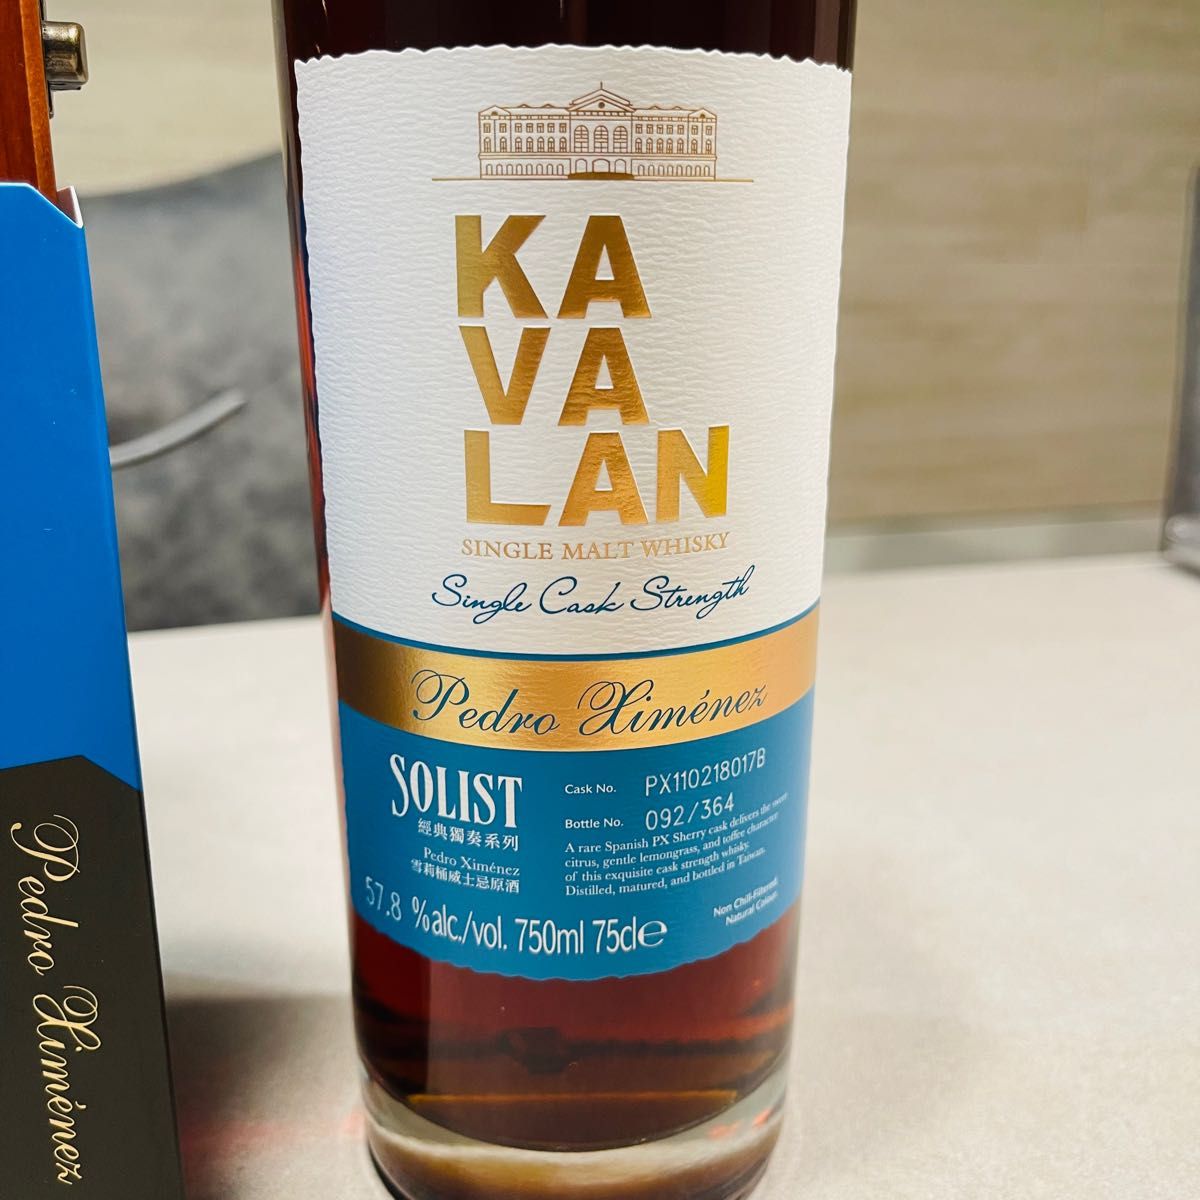 KA
VA
LAN
SINGLE MALT WHISKY
Single Cask Strength
Pedro Ximénez
SOLIST
經典獨奏系列
Pedro Ximénez
雪莉桶威士忌原酒
Cask No. PX110218017B
Bottle No. 092/364
A rare Spanish PX Sherry cask delivers the sweet
citrus, gentle lemongrass, and toffee character
of this exquisite cask strength whisky.
Distilled, matured, and bottled in Taiwan.
57.8 %alc./vol. 750ml 75cl℮
Non Chill-Filtered
Natural Colour
Pedro Ximénez